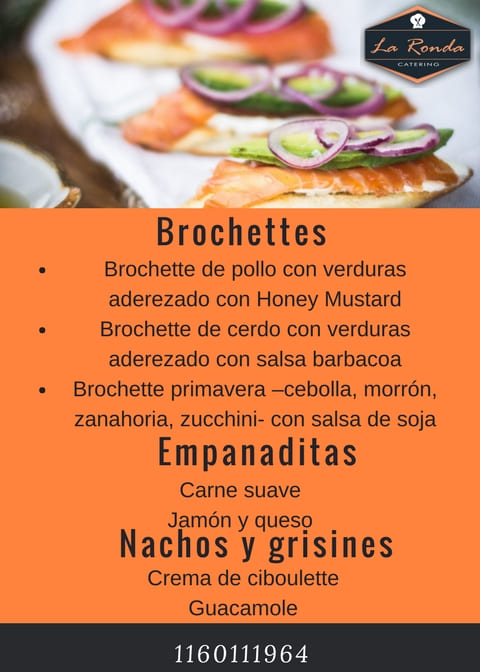 La Ronda
CATERING
Brochettes
• Brochette de pollo con verduras
aderezado con Honey Mustard
• Brochette de cerdo con verduras
aderezado con salsa barbacoa
• Brochette primavera –cebolla, morrón,
zanahoria, zucchini- con salsa de soja
Empanaditas
Carne suave
Jamón y queso
Nachos y grisines
Crema de ciboulette
Guacamole
1160111964